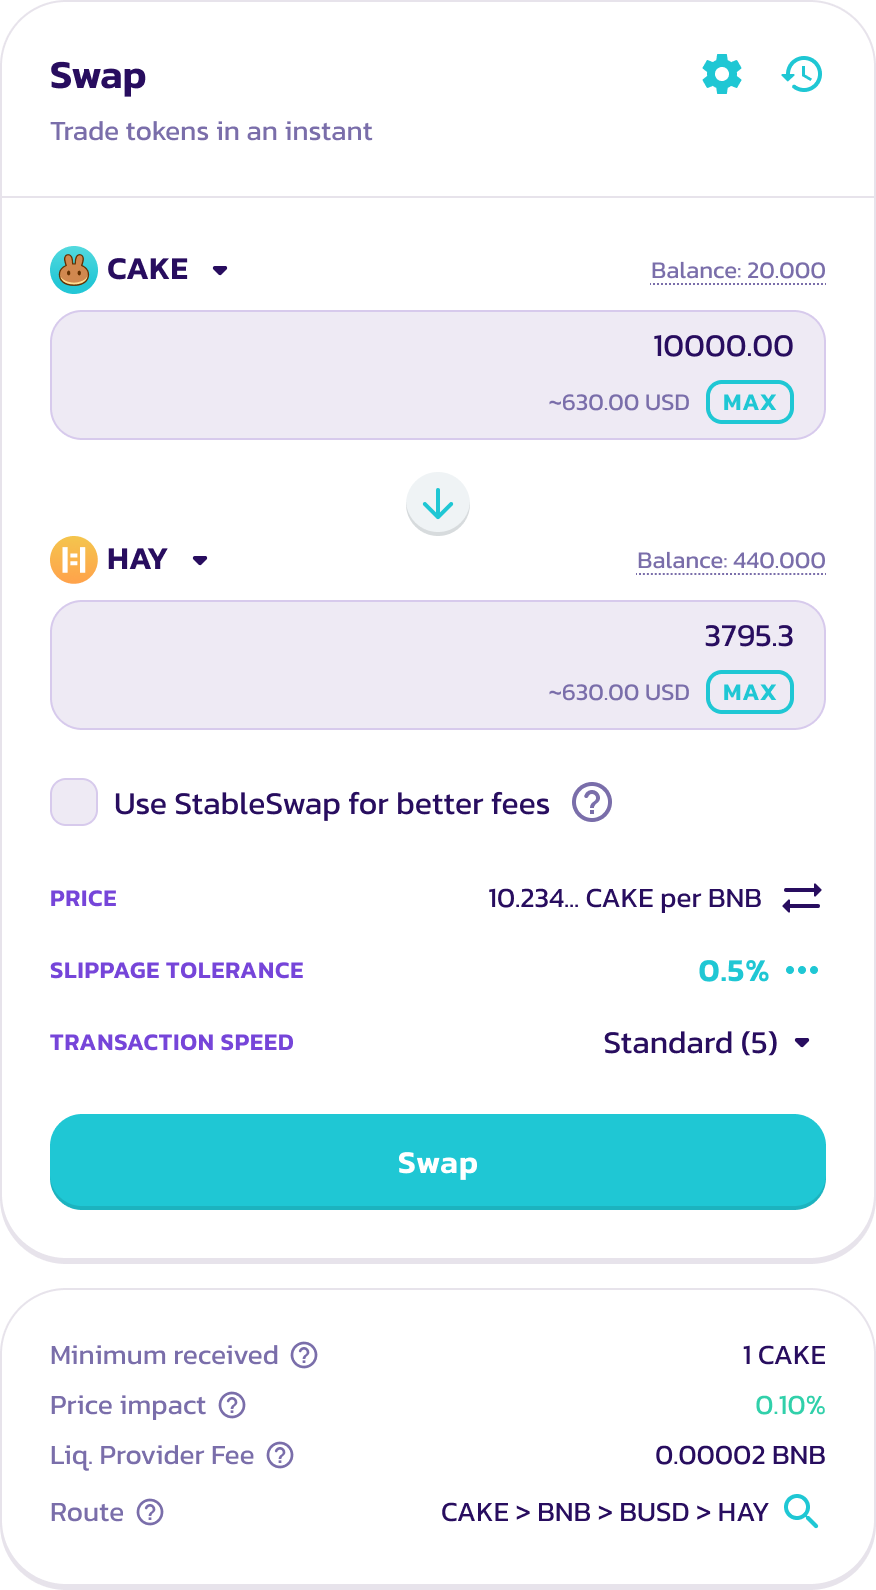 Swap
Trade tokens in an instant
CAKE
Balance: 20.000
10000.00
~630.00 USD MAX
HAY
Balance: 440.000
3795.3
~630.00 USD MAX
Use StableSwap for better fees ?
PRICE 10.234... CAKE per BNB
SLIPPAGE TOLERANCE 0.5% •••
TRANSACTION SPEED Standard (5)
Swap
Minimum received ? 1 CAKE
Price impact ? 0.10%
Liq. Provider Fee ? 0.00002 BNB
Route ? CAKE > BNB > BUSD > HAY